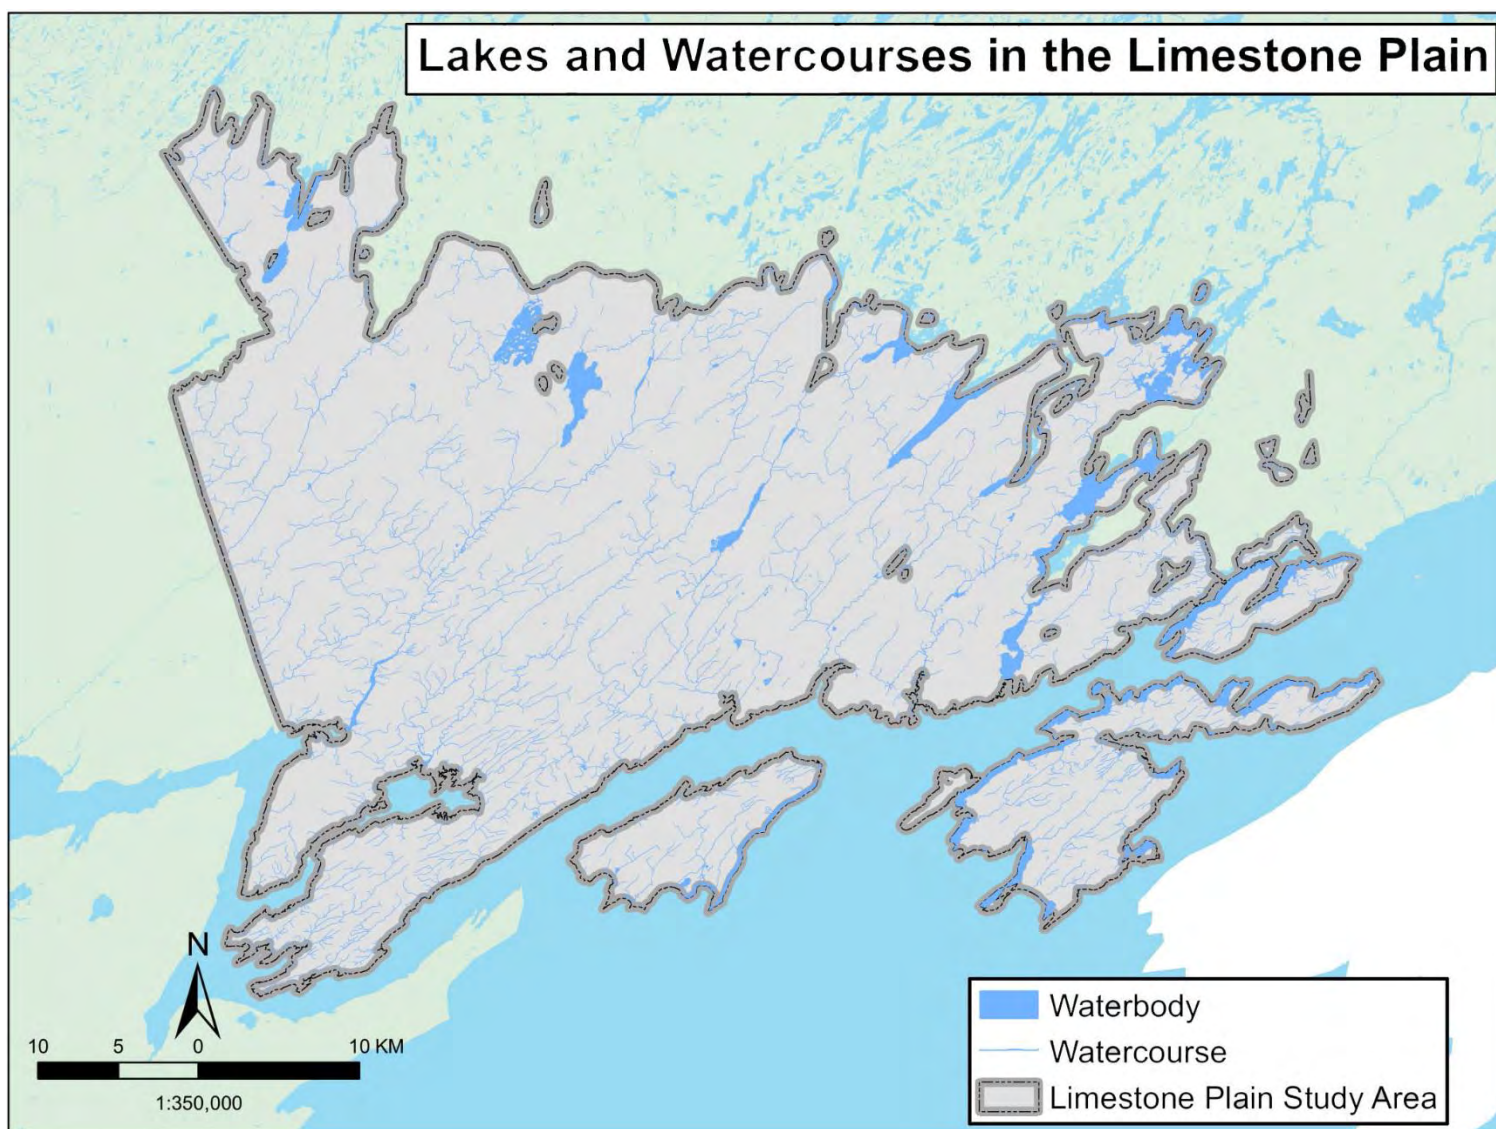 Lakes and Watercourses in the Limestone Plain
N
10 5 0 10 KM
1:350,000
Waterbody
Watercourse
Limestone Plain Study Area